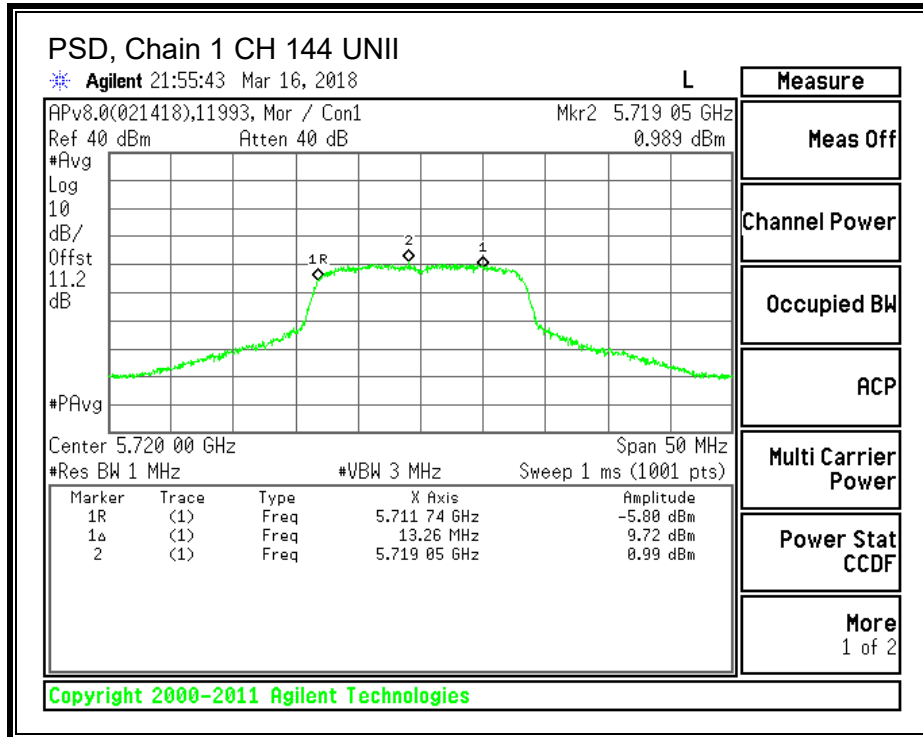 PSD, Chain 1 CH 144 UNII
Agilent 21:55:43 Mar 16, 2018 L
Measure
APv8.0(021418),11993, Mor / Con1 Mkr2 5.719 05 GHz
Ref 40 dBm Atten 40 dB 0.989 dBm
Meas Off
#Avg
Log
10
dB/
Offst
11.2
dB
#PAvg
1R
2
1
Channel Power
Occupied BW
ACP
Center 5.720 00 GHz Span 50 MHz
#Res BW 1 MHz #VBW 3 MHz Sweep 1 ms (1001 pts)
Multi Carrier
Power
Marker Trace Type X Axis Amplitude
1R (1) Freq 5.711 74 GHz -5.80 dBm
1Δ (1) Freq 13.26 MHz 9.72 dBm
2 (1) Freq 5.719 05 GHz 0.99 dBm
Power Stat
CCDF
More
1 of 2
Copyright 2000-2011 Agilent Technologies